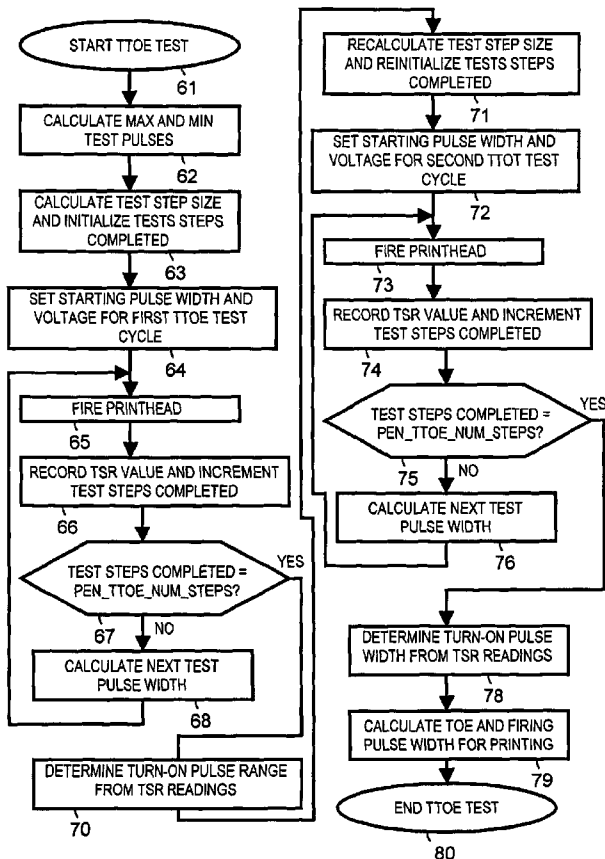 START TTOE TEST
61
CALCULATE MAX AND MIN
TEST PULSES
62
CALCULATE TEST STEP SIZE
AND INITIALIZE TESTS STEPS
COMPLETED
63
SET STARTING PULSE WIDTH AND
VOLTAGE FOR FIRST TTOE TEST
CYCLE
64
FIRE PRINTHEAD
65
RECORD TSR VALUE AND INCREMENT
TEST STEPS COMPLETED
66
YES
TEST STEPS COMPLETED =
PEN_TTOE_NUM_STEPS?
67
NO
CALCULATE NEXT TEST
PULSE WIDTH
68
DETERMINE TURN-ON PULSE RANGE
FROM TSR READINGS
70
RECALCULATE TEST STEP SIZE
AND REINITIALIZE TESTS STEPS
COMPLETED
71
SET STARTING PULSE WIDTH AND
VOLTAGE FOR SECOND TTOT TEST
CYCLE
72
FIRE PRINTHEAD
73
RECORD TSR VALUE AND INCREMENT
TEST STEPS COMPLETED
74
YES
TEST STEPS COMPLETED =
PEN_TTOE_NUM_STEPS?
75
NO
CALCULATE NEXT TEST
PULSE WIDTH
76
DETERMINE TURN-ON PULSE
WIDTH FROM TSR READINGS
78
CALCULATE TOE AND FIRING
PULSE WIDTH FOR PRINTING
79
END TTOE TEST
80